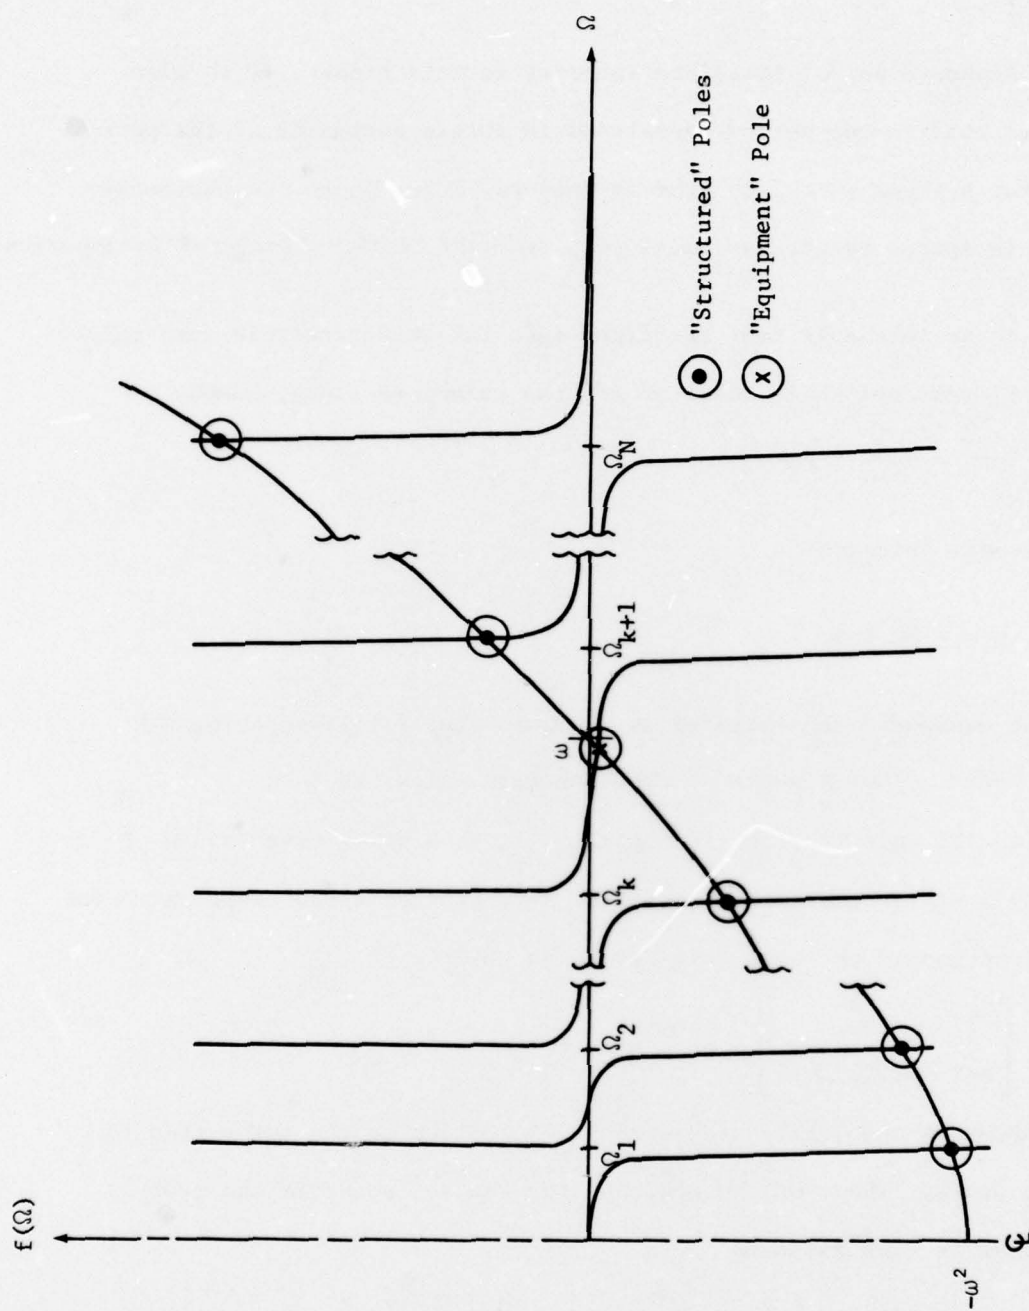 f(Ω)
Ω
-ω²
℄
Ω1
Ω2
Ωk
ω
Ωk+1
ΩN
"Structured" Poles
x "Equipment" Pole